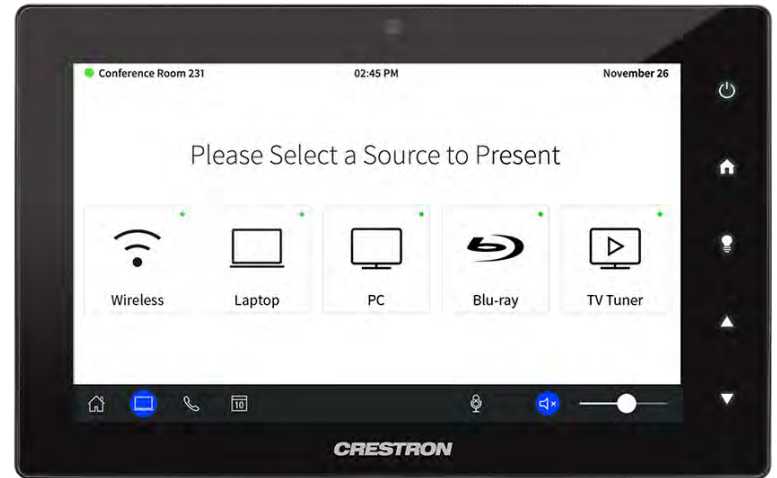 Conference Room 231 02:45 PM November 26
Please Select a Source to Present
Wireless Laptop PC Blu-ray TV Tuner
10
CRESTRON